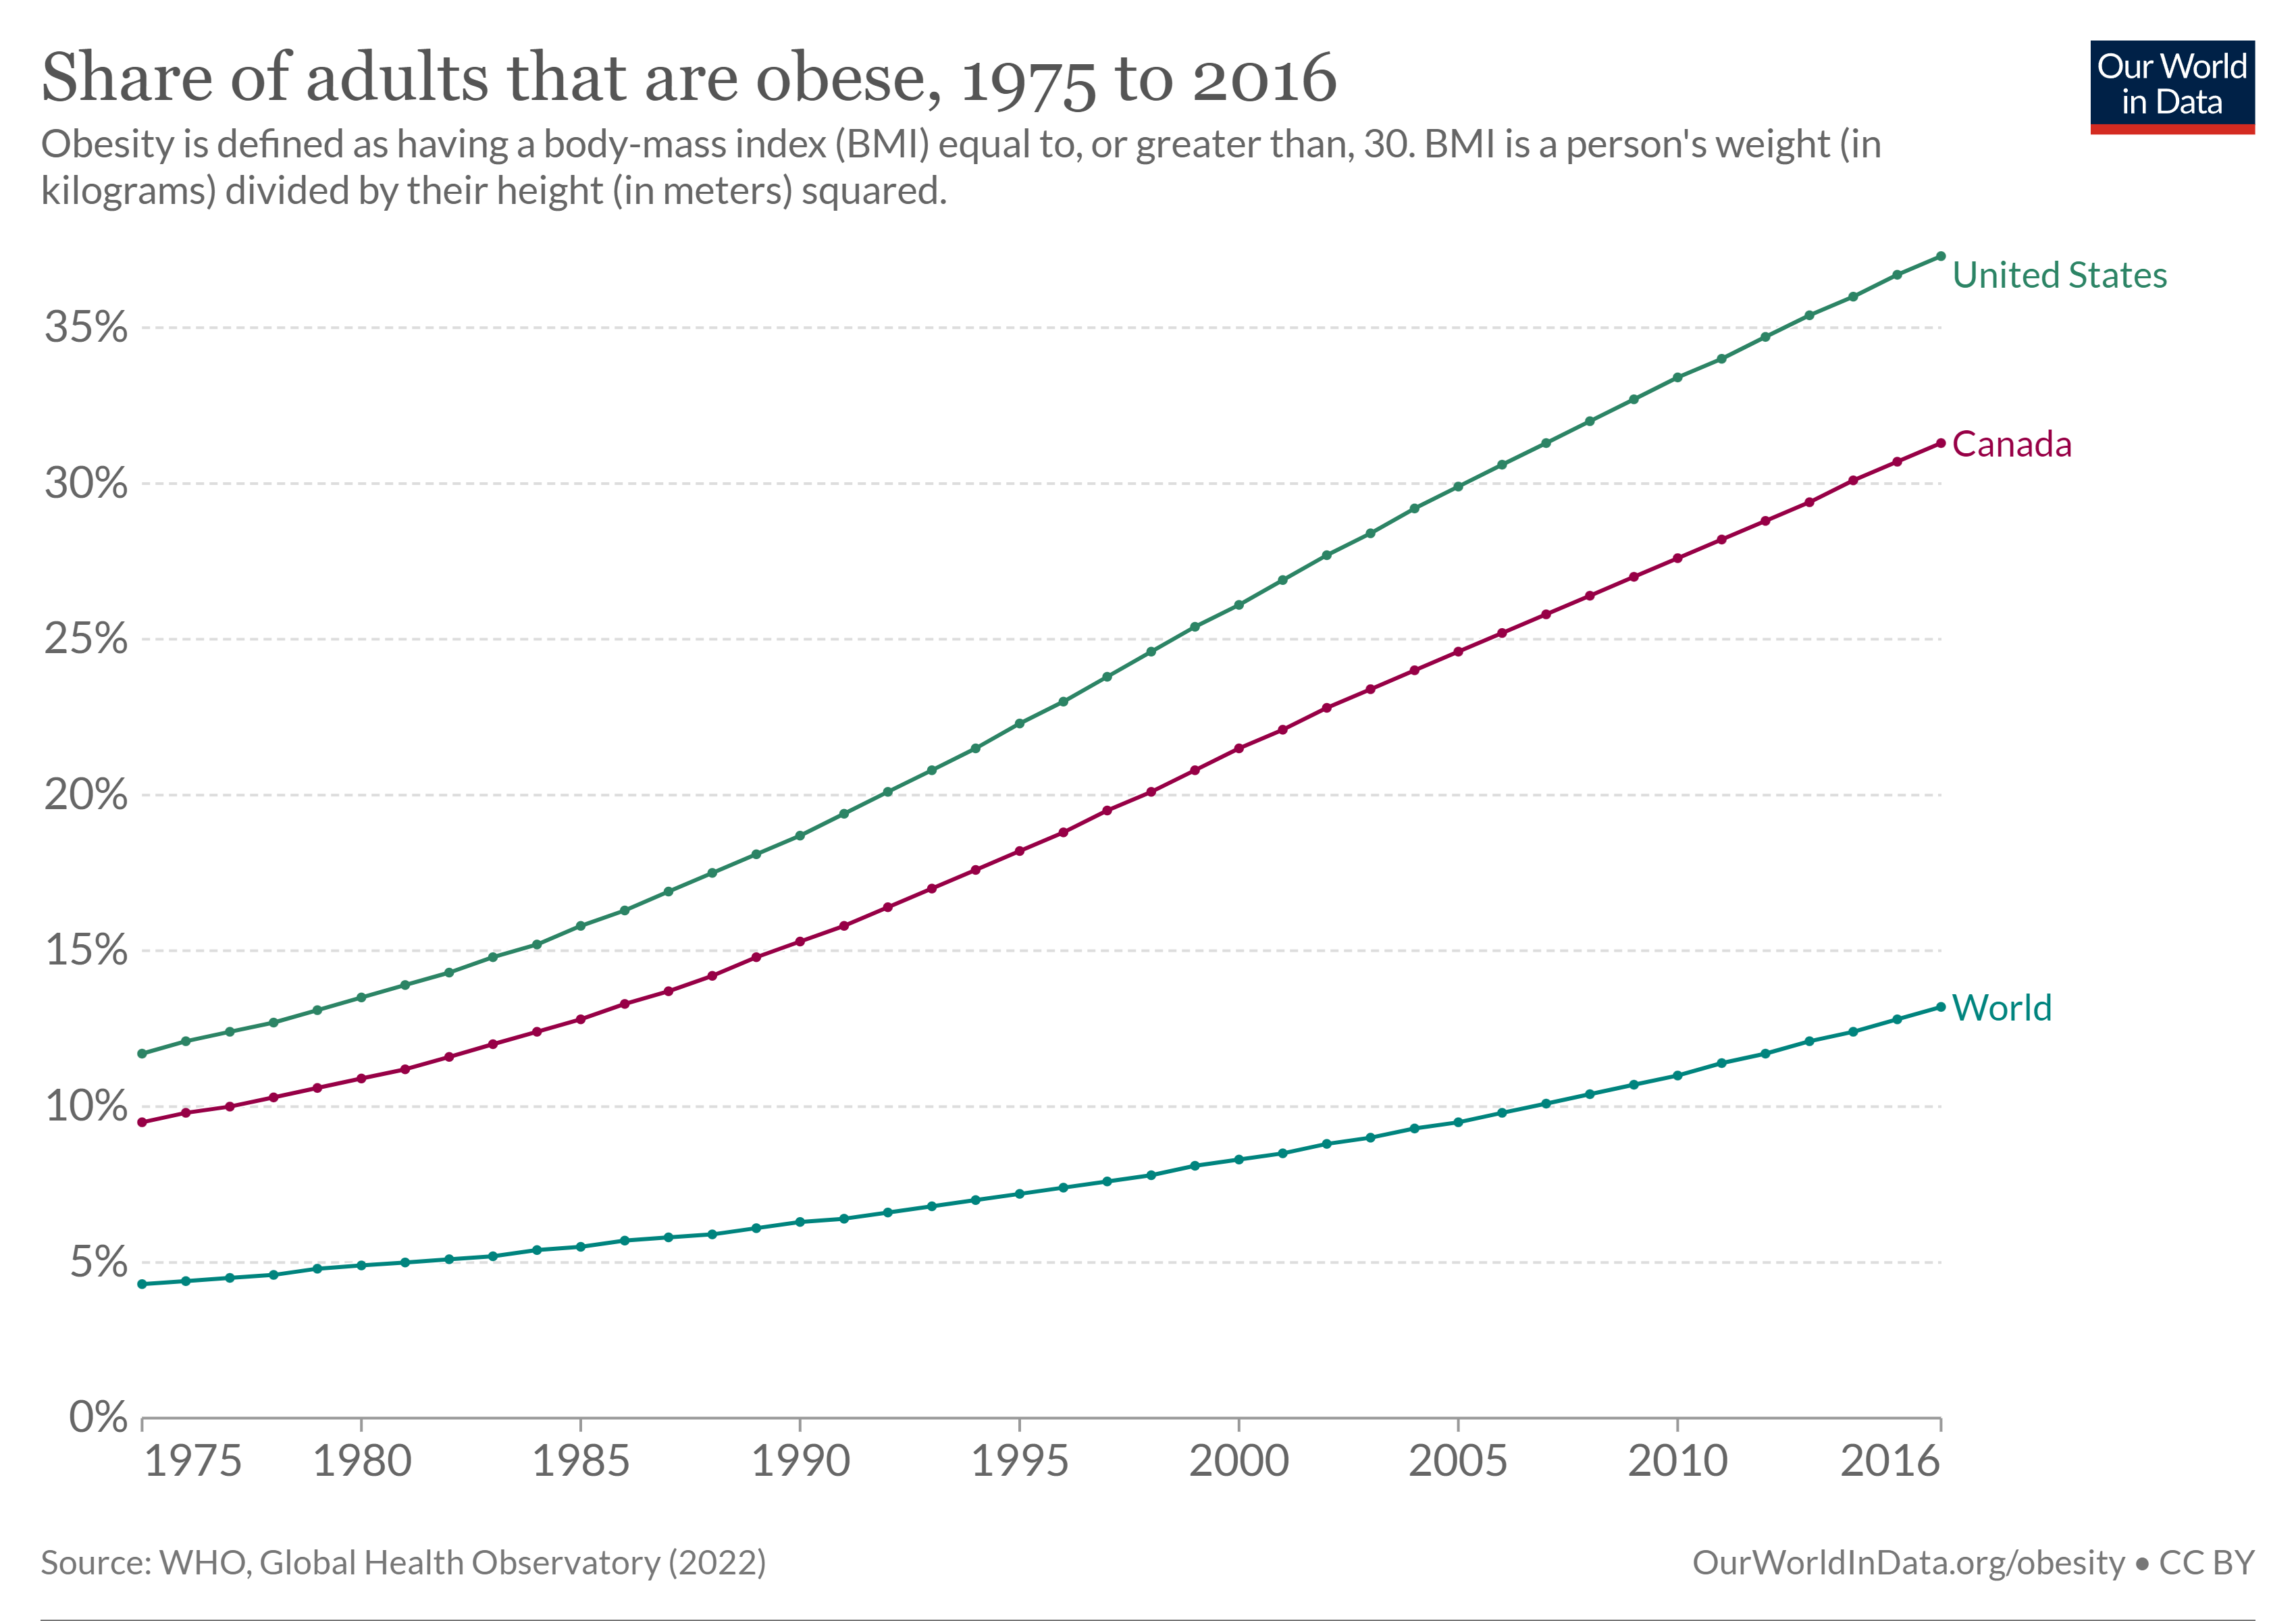 Share of adults that are obese, 1975 to 2016
Our World
in Data
Obesity is defined as having a body-mass index (BMI) equal to, or greater than, 30. BMI is a person's weight (in
kilograms) divided by their height (in meters) squared.
United States
35%
Canada
30%
25%
20%
15%
World
10%
5%
0%
1975 1980 1985 1990 1995 2000 2005 2010 2016
Source: WHO, Global Health Observatory (2022)
OurWorldInData.org/obesity • CC BY